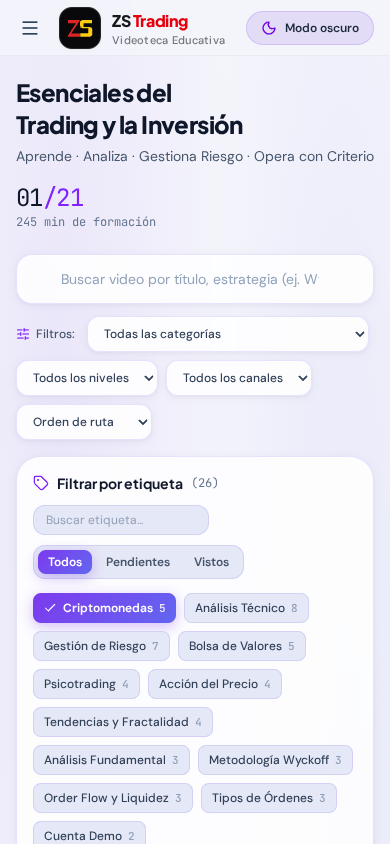 ZS
ZS Trading
Videoteca Educativa
Modo oscuro
Esenciales del
Trading y la Inversión
Aprende · Analiza · Gestiona Riesgo · Opera con Criterio
01/21
245 min de formación
Buscar video por título, estrategia (ej. W
Filtros:
Todas las categorías
Todos los niveles
Todos los canales
Orden de ruta
Filtrar por etiqueta (26)
Buscar etiqueta…
Todos
Pendientes
Vistos
Criptomonedas 5
Análisis Técnico 8
Gestión de Riesgo 7
Bolsa de Valores 5
Psicotrading 4
Acción del Precio 4
Tendencias y Fractalidad 4
Análisis Fundamental 3
Metodología Wyckoff 3
Order Flow y Liquidez 3
Tipos de Órdenes 3
Cuenta Demo 2